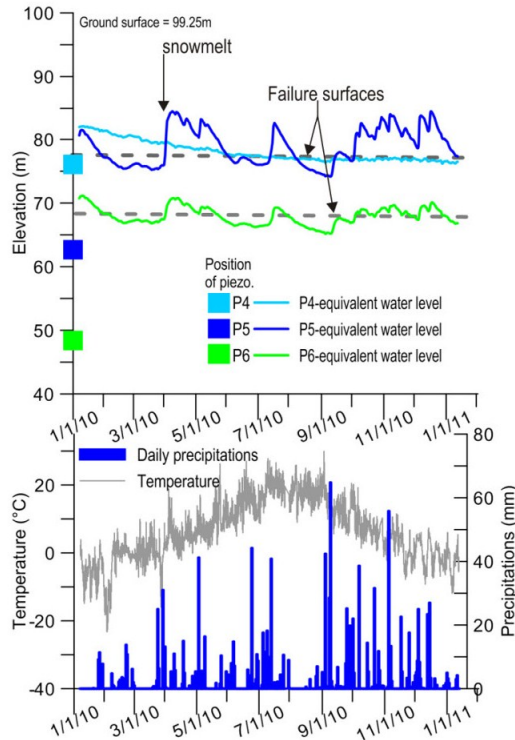 100
Ground surface = 99.25m
snowmelt
90
Failure surfaces
80
70
60
50
40
Elevation (m)
Position
of piezo.
P4 P4-equivalent water level
P5 P5-equivalent water level
P6 P6-equivalent water level
1/1/10 3/1/10 5/1/10 7/1/10 9/1/10 11/1/10 1/1/11
Daily precipitations
Temperature
20
0
-20
-40
Temperature (°C)
80
60
40
20
0
Precipitations (mm)
1/1/10 3/1/10 5/1/10 7/1/10 9/1/10 11/1/10 1/1/11